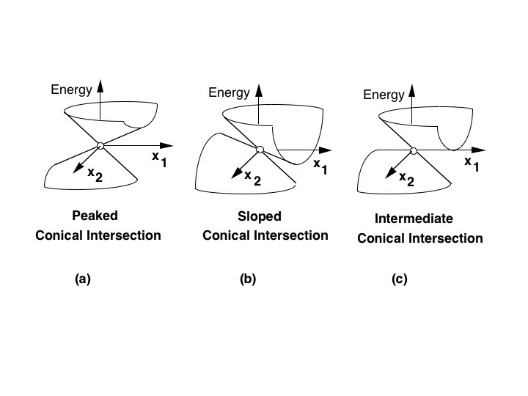 Energy
x1
x2
Peaked
Conical Intersection
(a)
Energy
x1
x2
Sloped
Conical Intersection
(b)
Energy
x1
x2
Intermediate
Conical Intersection
(c)